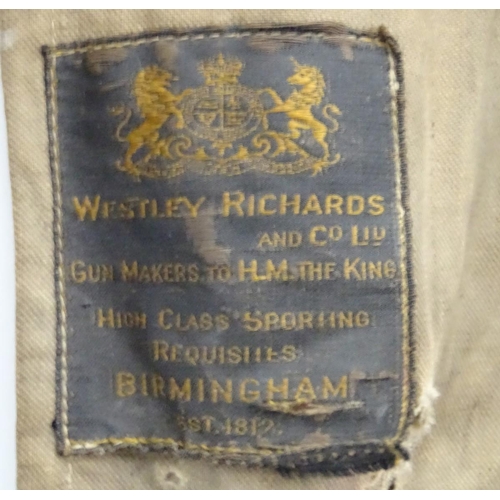 WESTLEY RICHARDS
AND CO LTD
GUN MAKERS TO H.M. THE KING
HIGH CLASS SPORTING
REQUISITES
BIRMINGHAM
EST. 1812.